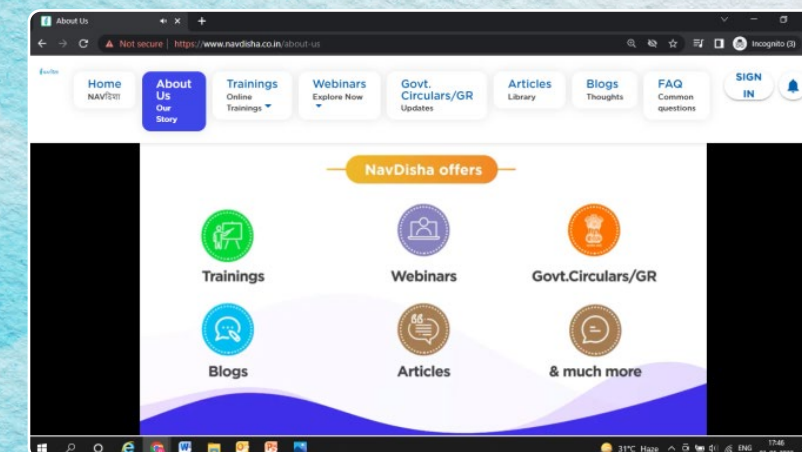 About Us
Not secure | https://www.navdisha.co.in/about-us
Incognito (3)
Home
NAVदिशा
About
Us
Our
Story
Trainings
Online
Trainings
Webinars
Explore Now
Govt.
Circulars/GR
Updates
Articles
Library
Blogs
Thoughts
FAQ
Common
questions
SIGN
IN
NavDisha offers
Trainings
Webinars
Govt.Circulars/GR
Blogs
Articles
& much more
31°C Haze
ENG
17:46